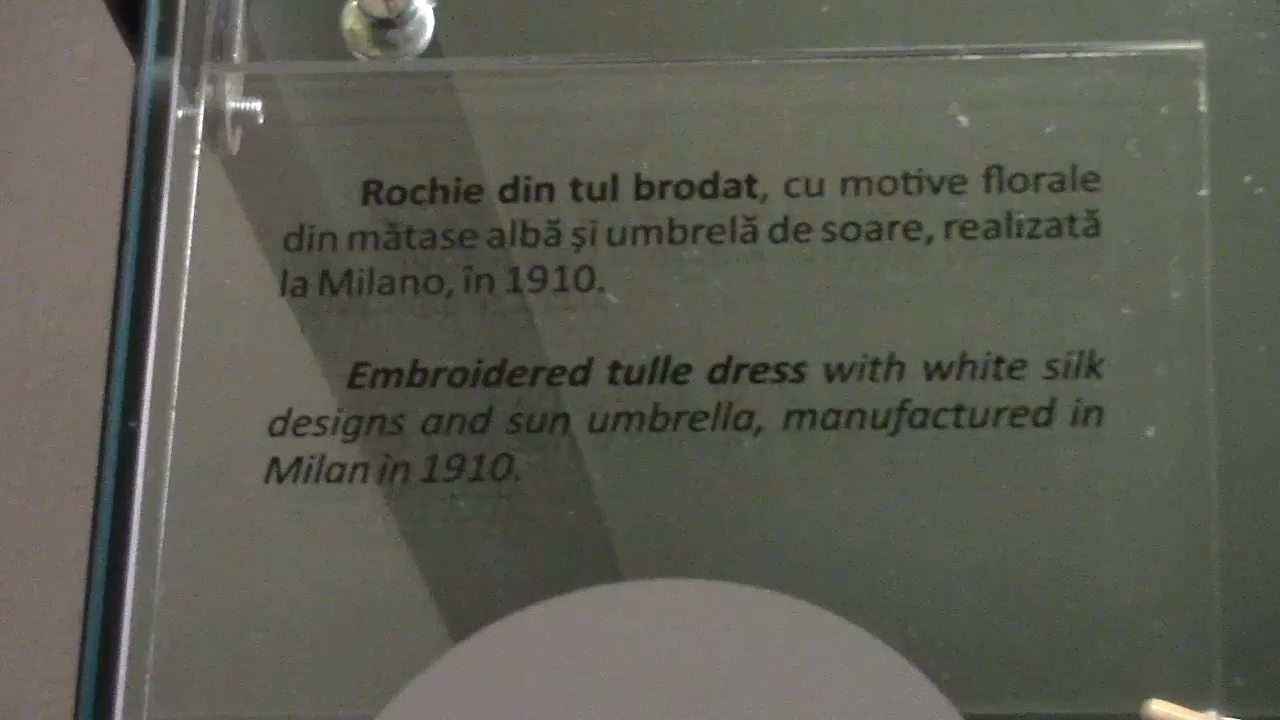 Rochie din tul brodat, cu motive florale
din mătase albă și umbrelă de soare, realizată
la Milano, în 1910.
Embroidered tulle dress with white silk
designs and sun umbrella, manufactured in
Milan in 1910.